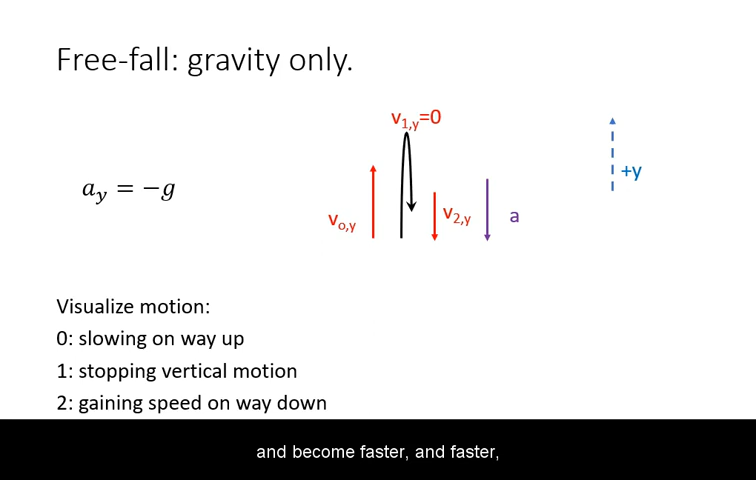 Free-fall: gravity only.
v1,y=0
+y
ay = −g
vo,y
v2,y
a
Visualize motion:
0: slowing on way up
1: stopping vertical motion
2: gaining speed on way down
and become faster, and faster,